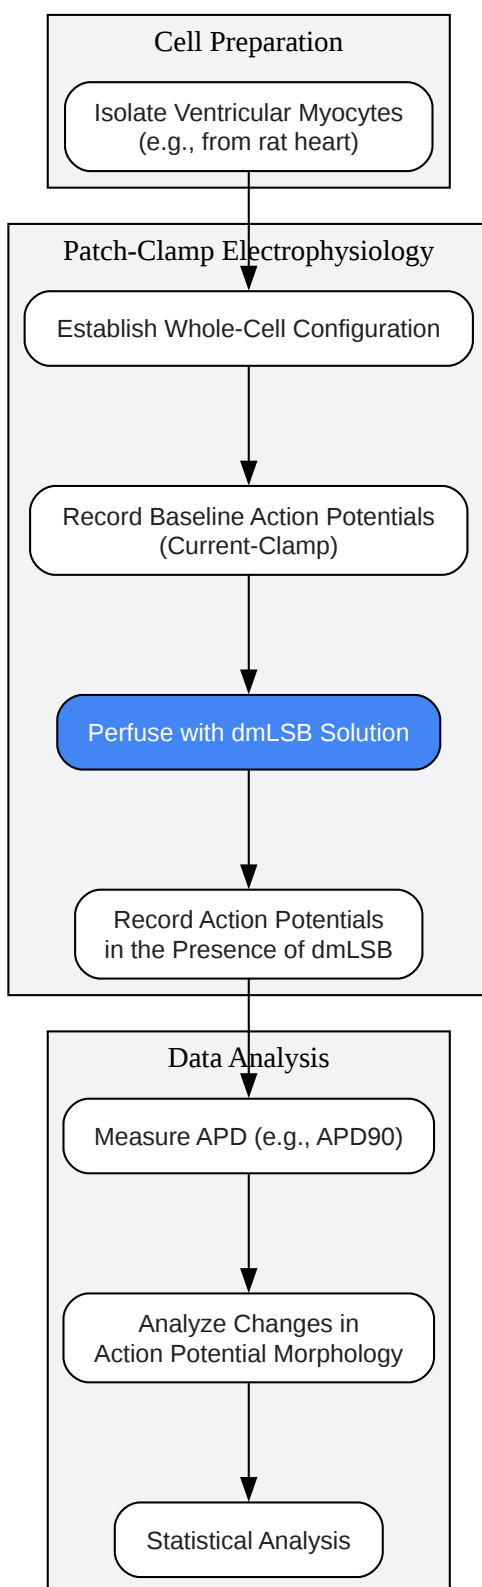 Cell Preparation
Isolate Ventricular Myocytes
(e.g., from rat heart)
Patch-Clamp Electrophysiology
Establish Whole-Cell Configuration
Record Baseline Action Potentials
(Current-Clamp)
Perfuse with dmLSB Solution
Record Action Potentials
in the Presence of dmLSB
Data Analysis
Measure APD (e.g., APD90)
Analyze Changes in
Action Potential Morphology
Statistical Analysis